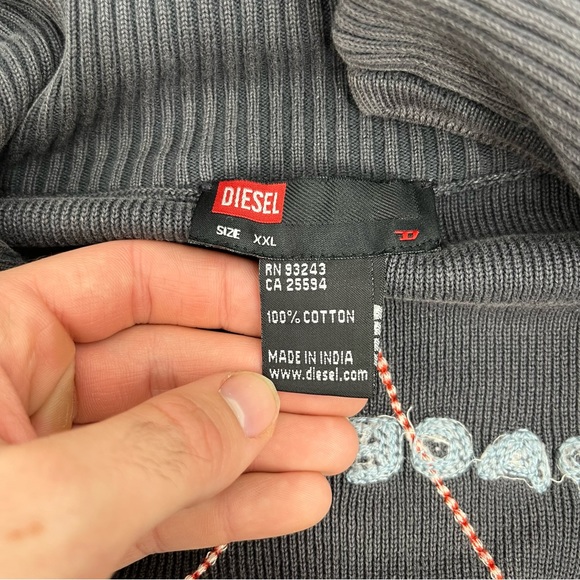 DIESEL
SIZE XXL
RN 93243
CA 25594
100% COTTON
MADE IN INDIA
www.diesel.com